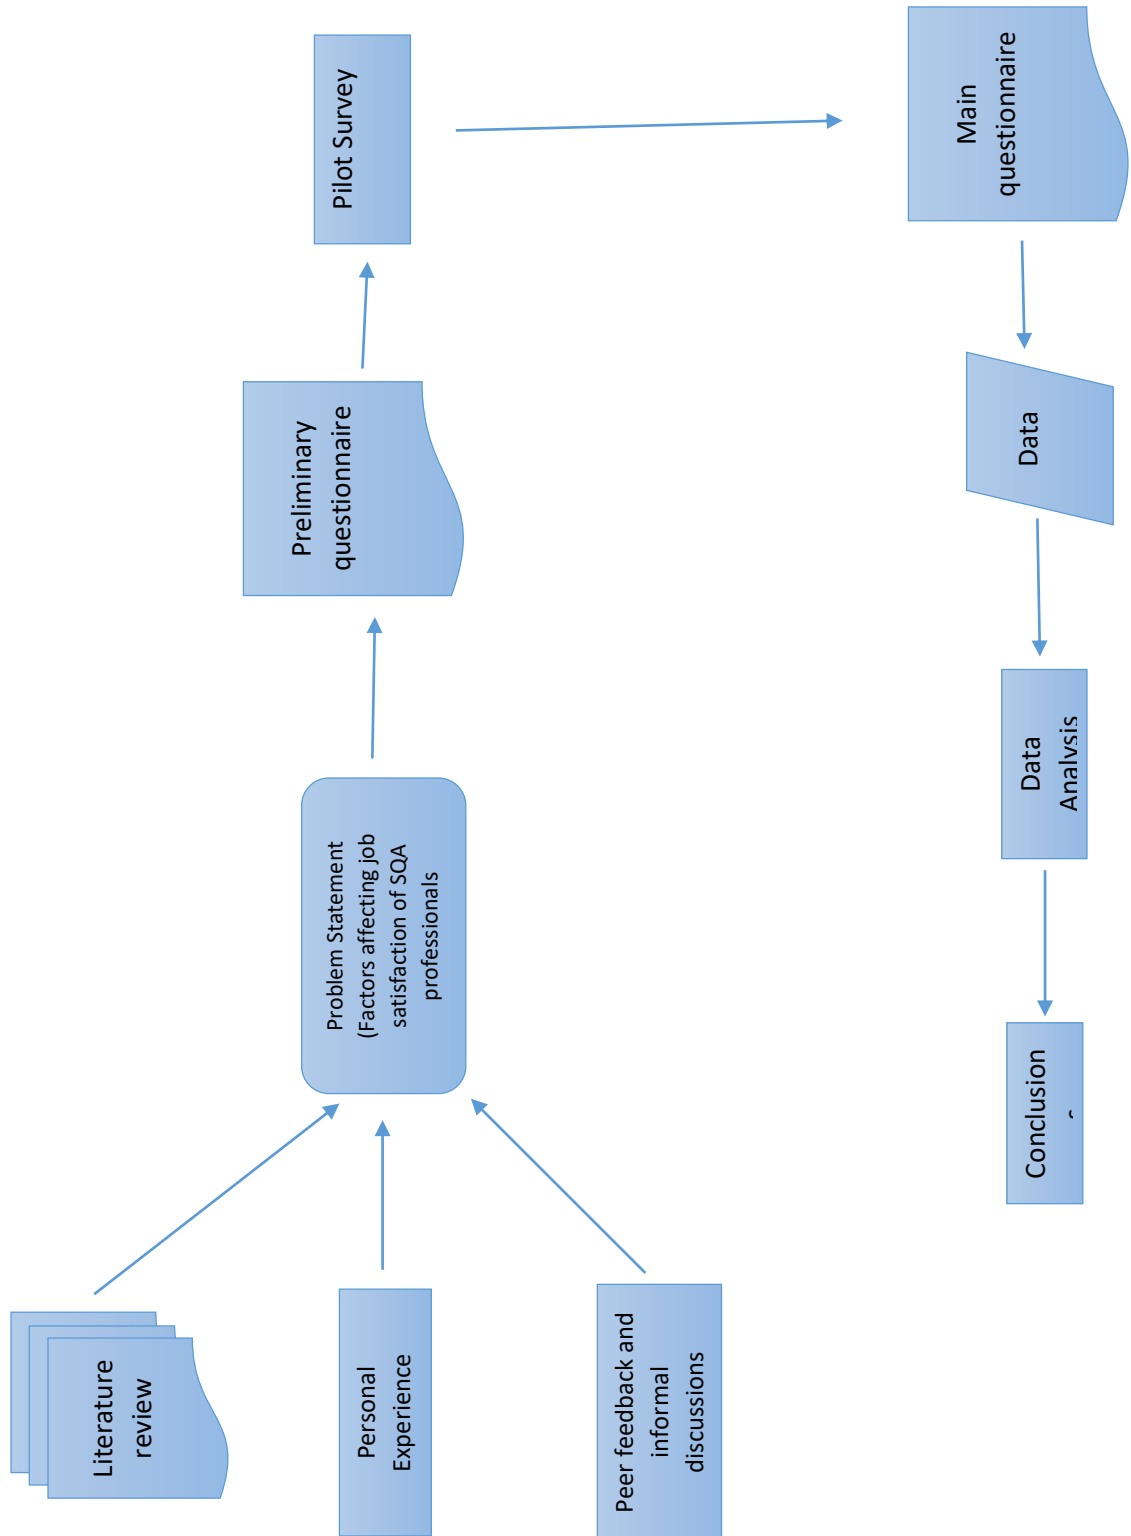 Literature
review
Personal
Experience
Peer feedback and
informal
discussions
Problem Statement
(Factors affecting job
satisfaction of SQA
professionals
Preliminary
questionnaire
Pilot Survey
Main
questionnaire
Data
Data
Analysis
Conclusion
s